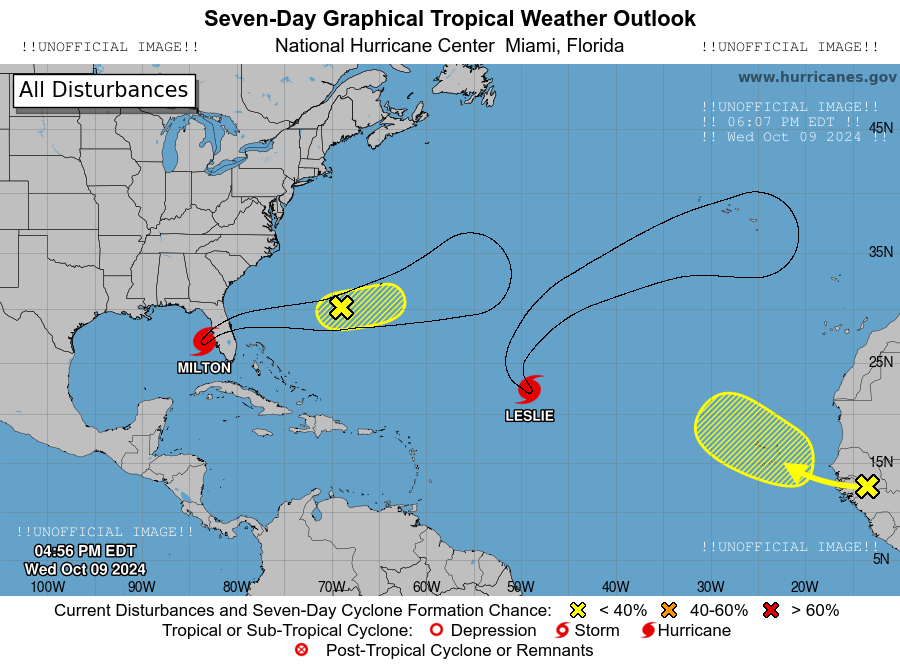 Seven-Day Graphical Tropical Weather Outlook
!!UNOFFICIAL IMAGE!! National Hurricane Center Miami, Florida !!UNOFFICIAL IMAGE!!
All Disturbances
www.hurricanes.gov
!!UNOFFICIAL IMAGE!!
!! 06:07 PM EDT !!
!! Wed Oct 09 2024 !!
45N
35N
MILTON
25N
LESLIE
15N
!!UNOFFICIAL IMAGE!!
!!UNOFFICIAL IMAGE!!
04:56 PM EDT
5N
Wed Oct 09 2024
100W 90W 80W 70W 60W 50W 40W 30W 20W
Current Disturbances and Seven-Day Cyclone Formation Chance: < 40% 40-60% > 60%
Tropical or Sub-Tropical Cyclone: Depression Storm Hurricane
Post-Tropical Cyclone or Remnants